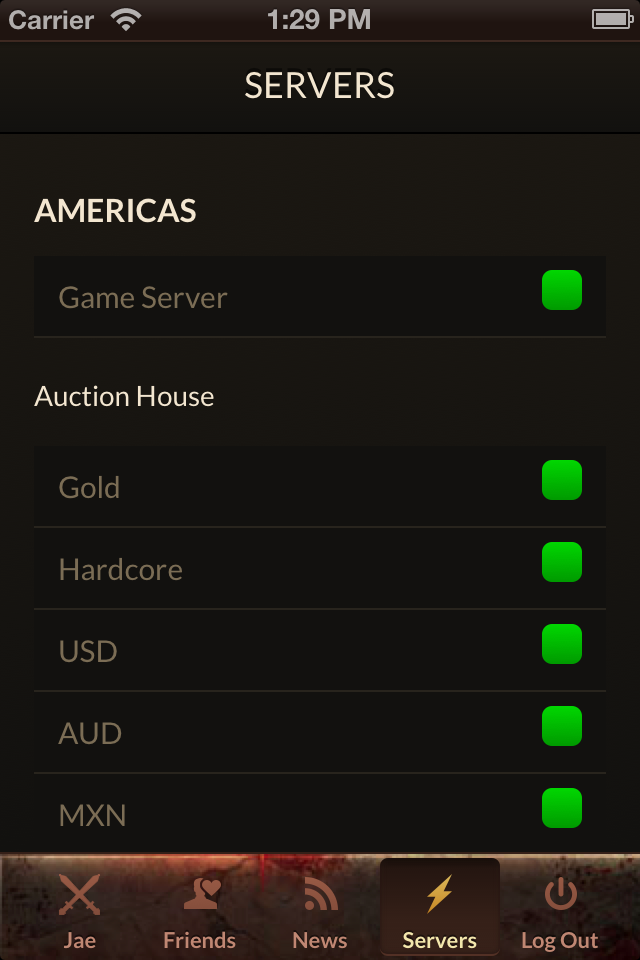 Carrier 1:29 PM
SERVERS
AMERICAS
Game Server
Auction House
Gold
Hardcore
USD
AUD
MXN
Jae Friends News Servers Log Out